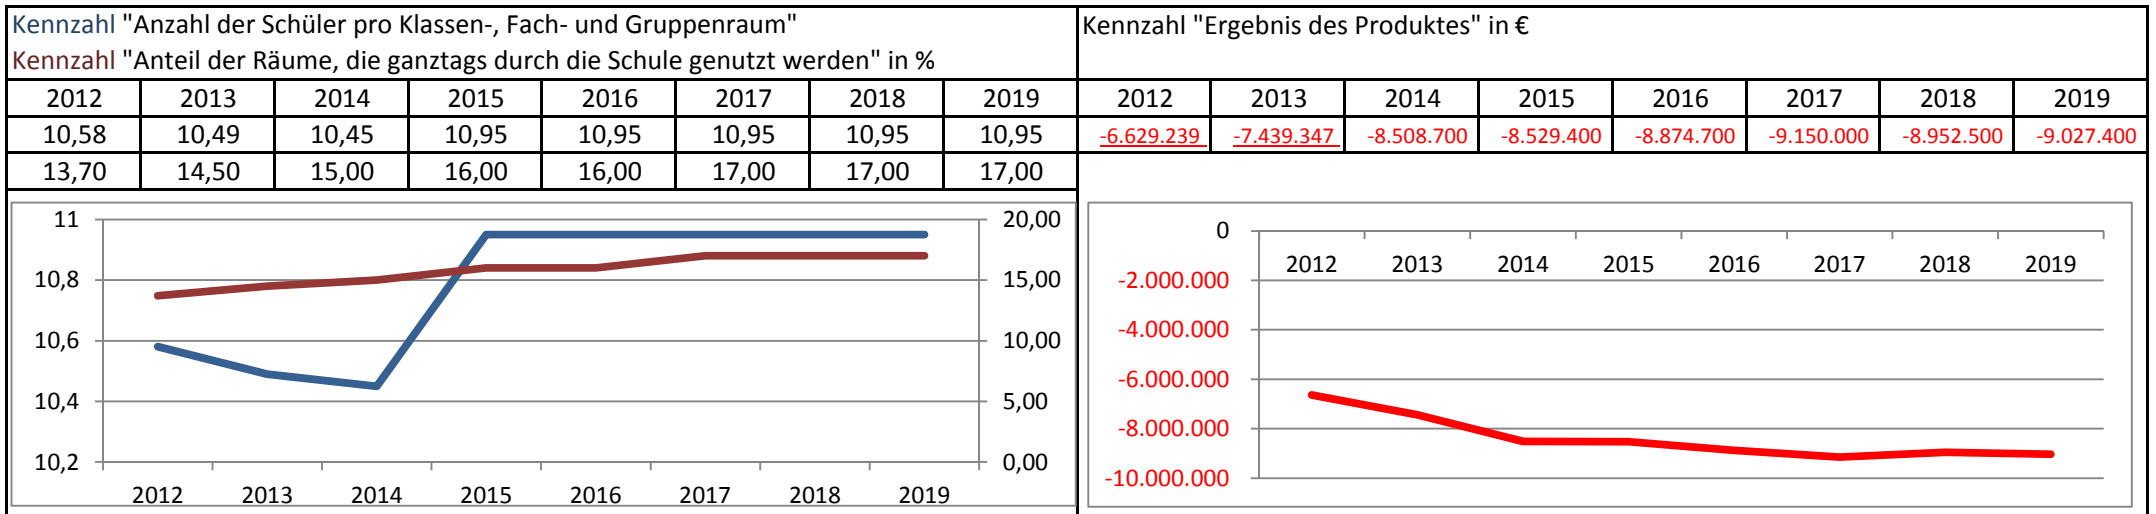 Kennzahl "Anzahl der Schüler pro Klassen-, Fach- und Gruppenraum"
Kennzahl "Anteil der Räume, die ganztags durch die Schule genutzt werden" in %
2012 2013 2014 2015 2016 2017 2018 2019
10,58 10,49 10,45 10,95 10,95 10,95 10,95 10,95
13,70 14,50 15,00 16,00 16,00 17,00 17,00 17,00
11 20,00
10,8 15,00
10,6 10,00
10,4 5,00
10,2 0,00
2012 2013 2014 2015 2016 2017 2018 2019
Kennzahl "Ergebnis des Produktes" in €
2012 2013 2014 2015 2016 2017 2018 2019
-6.629.239 -7.439.347 -8.508.700 -8.529.400 -8.874.700 -9.150.000 -8.952.500 -9.027.400
0
2012 2013 2014 2015 2016 2017 2018 2019
-2.000.000
-4.000.000
-6.000.000
-8.000.000
-10.000.000